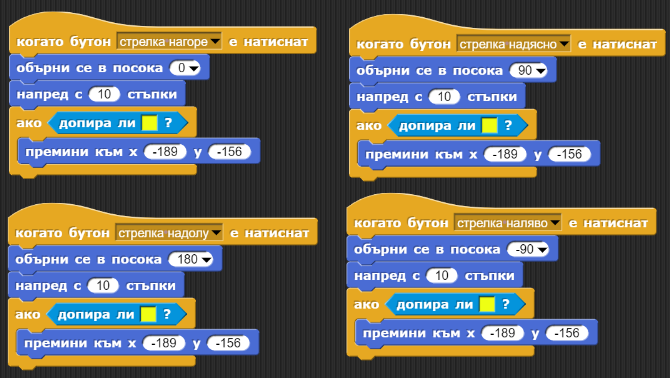 когато бутон стрелка нагоре е натиснат
обърни се в посока 0
напред с 10 стъпки
ако допира ли ?
премини към x -189 y -156
когато бутон стрелка надясно е натиснат
обърни се в посока 90
напред с 10 стъпки
ако допира ли ?
премини към x -189 y -156
когато бутон стрелка надолу е натиснат
обърни се в посока 180
напред с 10 стъпки
ако допира ли ?
премини към x -189 y -156
когато бутон стрелка наляво е натиснат
обърни се в посока -90
напред с 10 стъпки
ако допира ли ?
премини към x -189 y -156